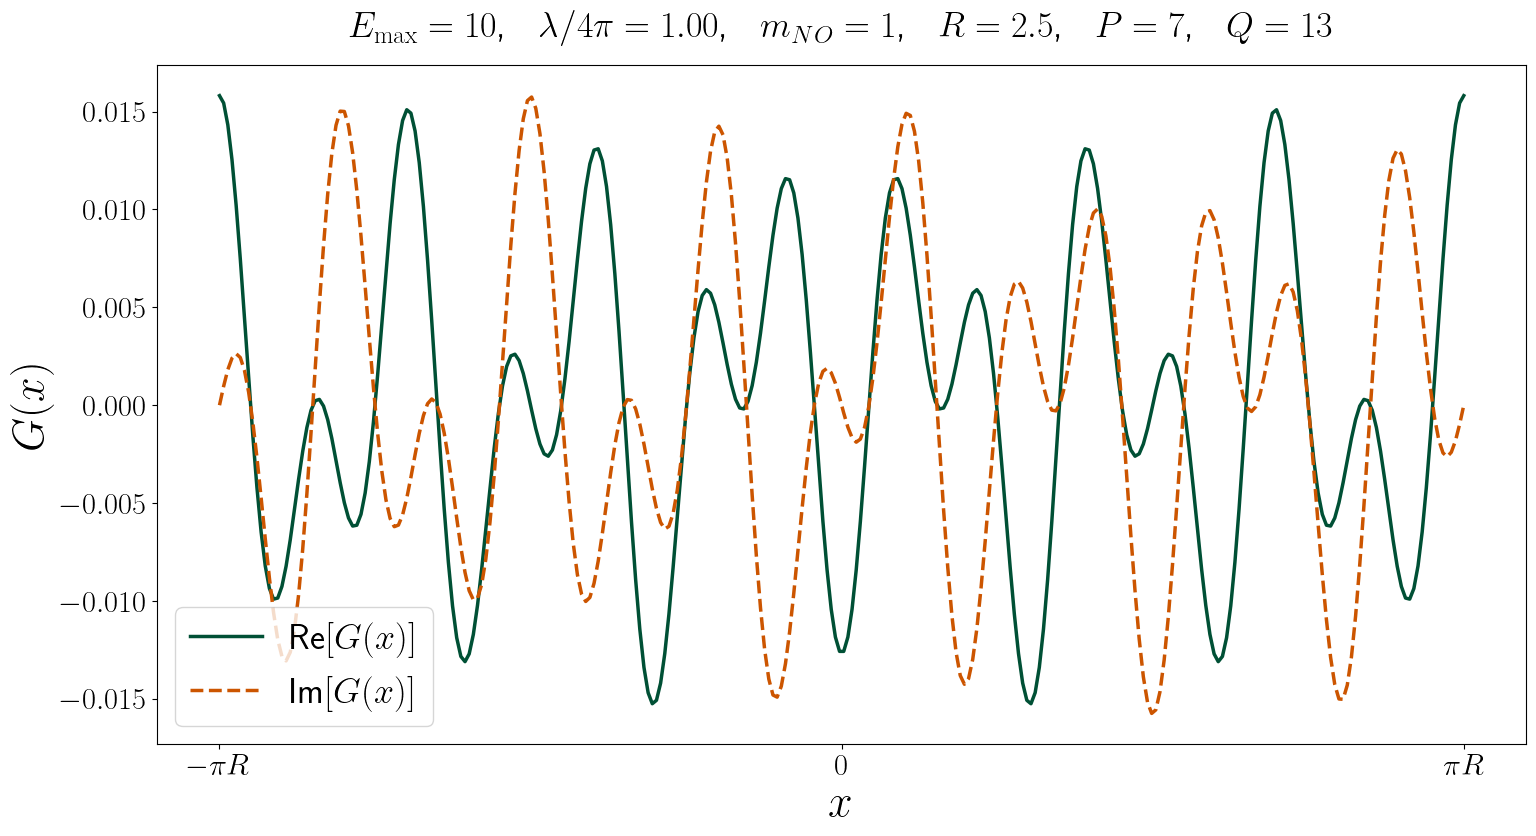 E_max = 10, λ/4π = 1.00, m_NO = 1, R = 2.5, P = 7, Q = 13
G(x)
0.015
0.010
0.005
0.000
−0.005
−0.010
−0.015
Re[G(x)]
Im[G(x)]
−πR
0
πR
x